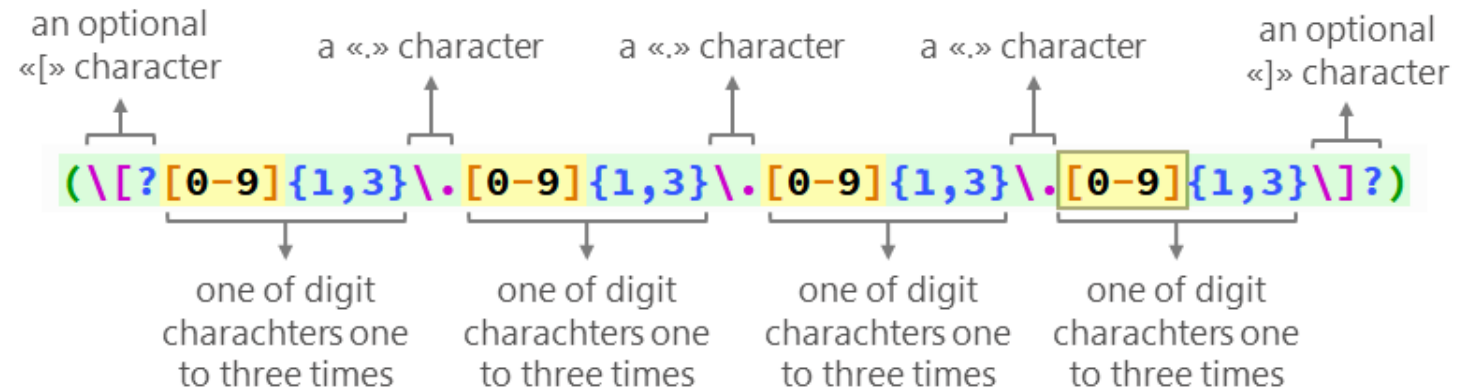 an optional
«[» character
a «.» character
a «.» character
a «.» character
an optional
«]» character
(\[?[0-9]{1,3}\.[0-9]{1,3}\.[0-9]{1,3}\.[0-9]{1,3}\]?)
one of digit
charachters one
to three times
one of digit
charachters one
to three times
one of digit
charachters one
to three times
one of digit
charachters one
to three times